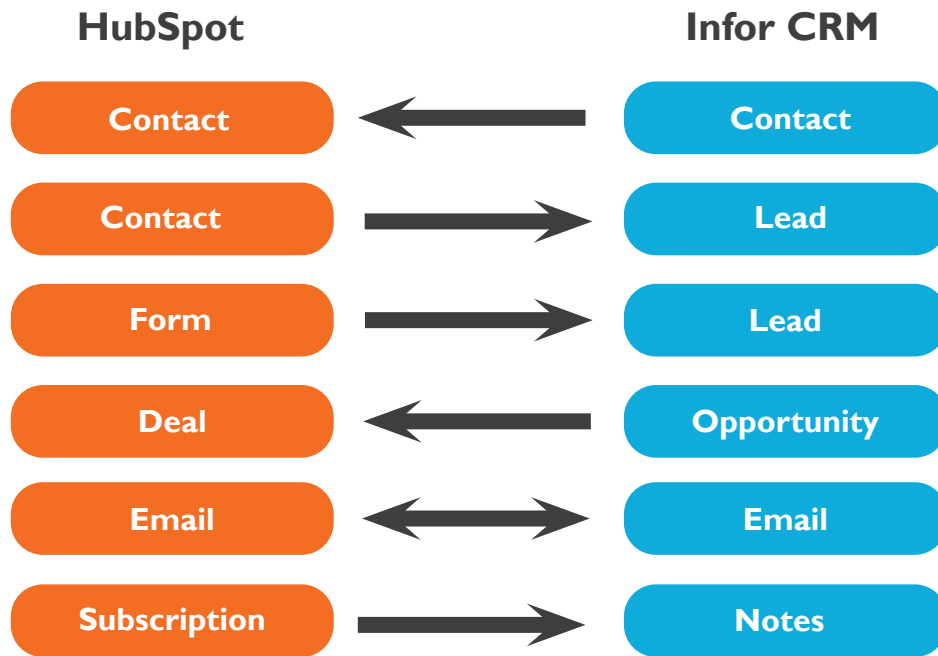 HubSpot Infor CRM
Contact Contact
Contact Lead
Form Lead
Deal Opportunity
Email Email
Subscription Notes